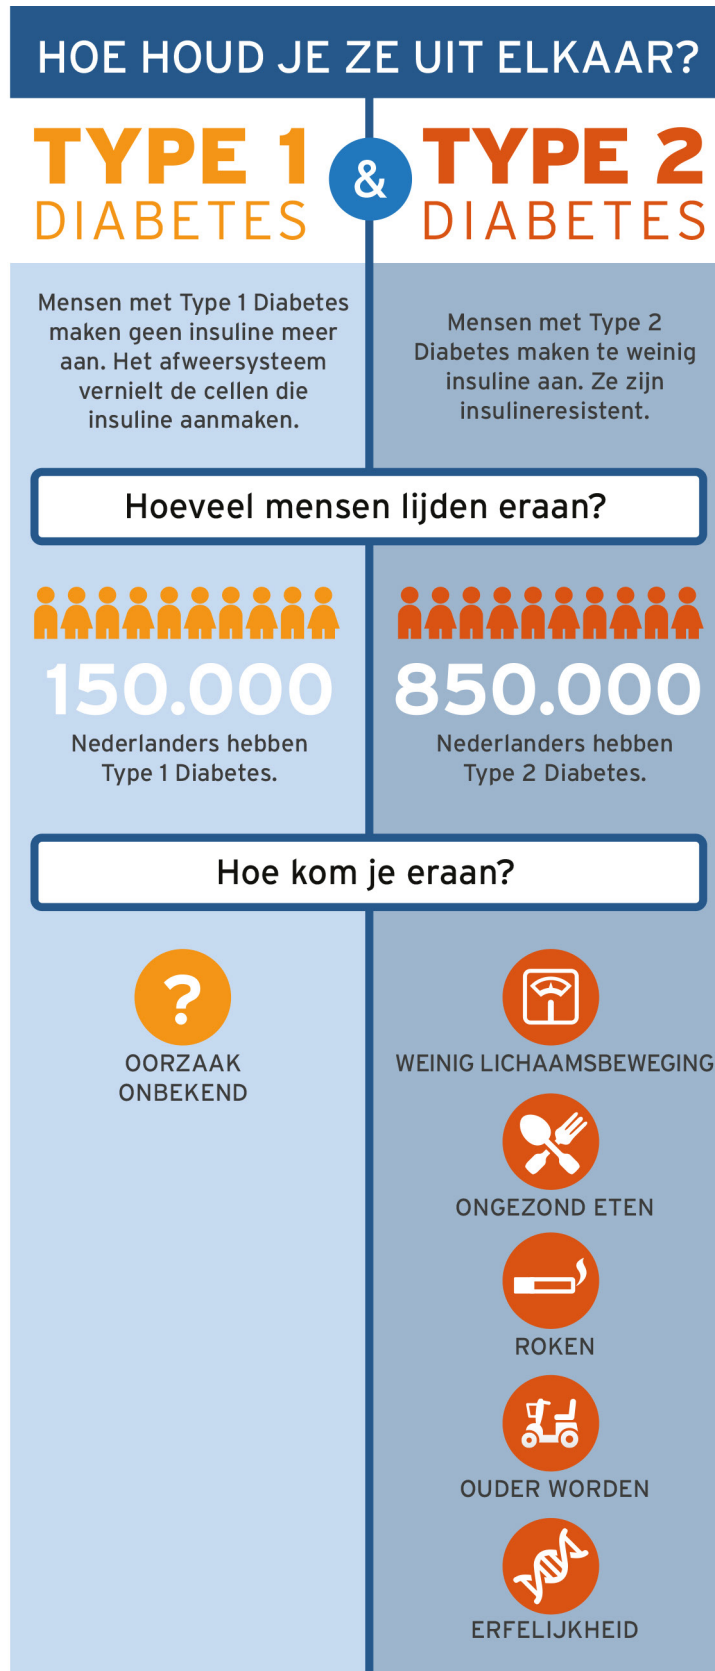 HOE HOUD JE ZE UIT ELKAAR?
TYPE 1
DIABETES
&
TYPE 2
DIABETES
Mensen met Type 1 Diabetes
maken geen insuline meer
aan. Het afweersysteem
vernielt de cellen die
insuline aanmaken.
Mensen met Type 2
Diabetes maken te weinig
insuline aan. Ze zijn
insulineresistent.
Hoeveel mensen lijden eraan?
150.000
Nederlanders hebben
Type 1 Diabetes.
850.000
Nederlanders hebben
Type 2 Diabetes.
Hoe kom je eraan?
?
OORZAAK
ONBEKEND
WEINIG LICHAAMSBEWEGING
ONGEZOND ETEN
ROKEN
OUDER WORDEN
ERFELIJKHEID